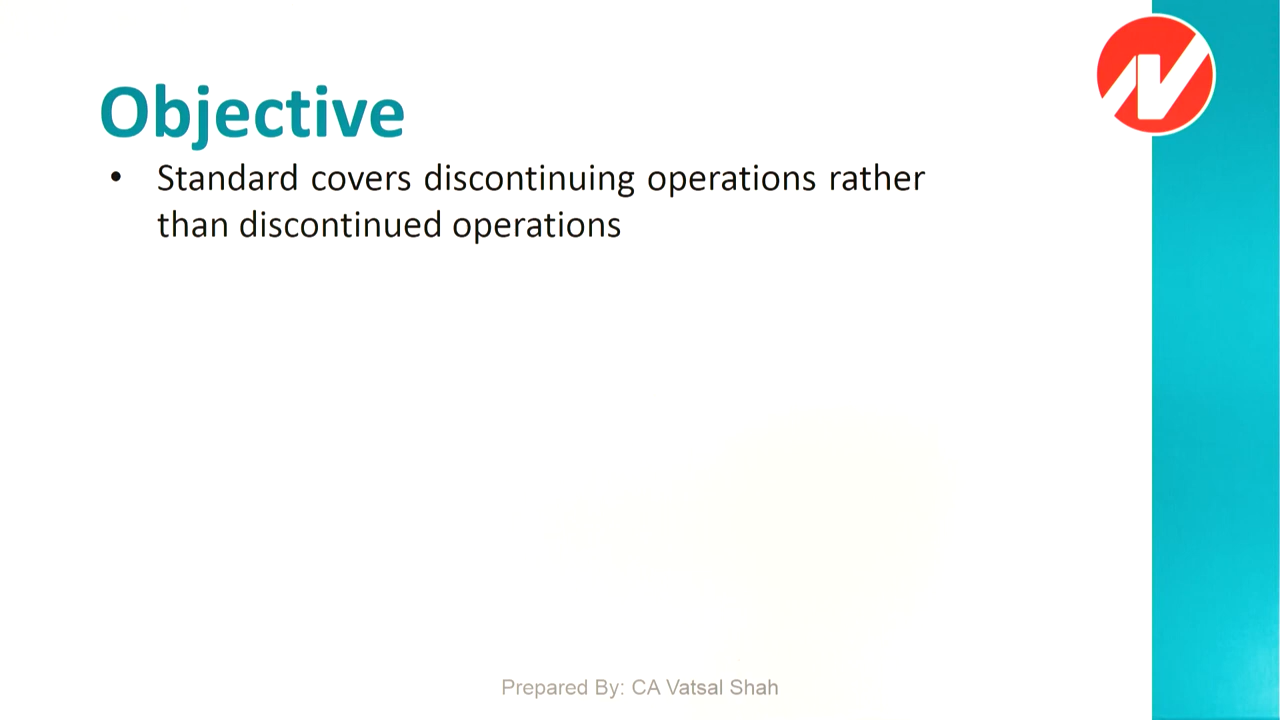 Objective
• Standard covers discontinuing operations rather
than discontinued operations
Prepared By: CA Vatsal Shah